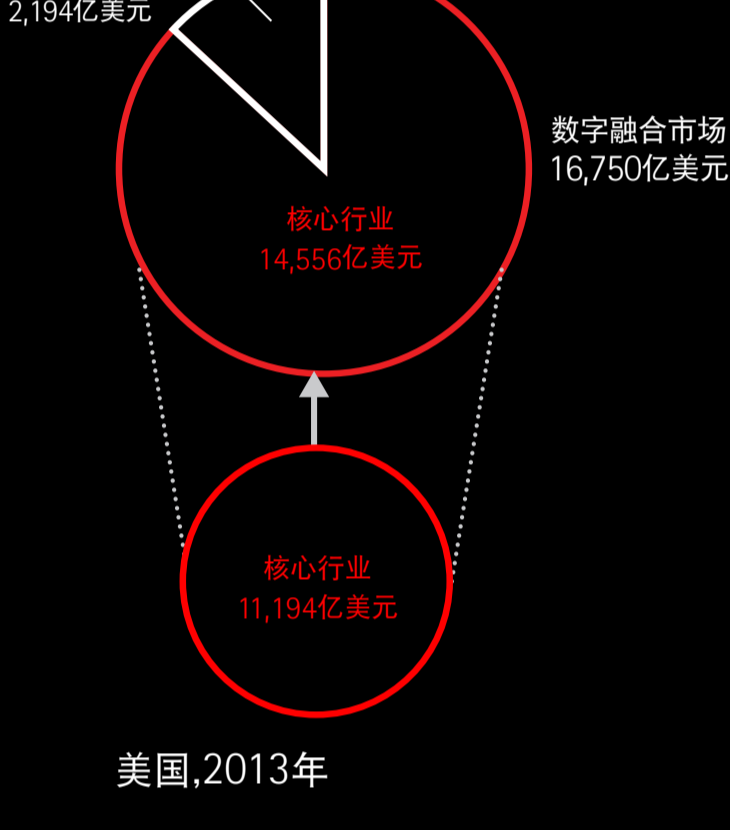 2,194亿美元
数字融合市场
16,750亿美元
核心行业
14,556亿美元
核心行业
11,194亿美元
美国,2013年